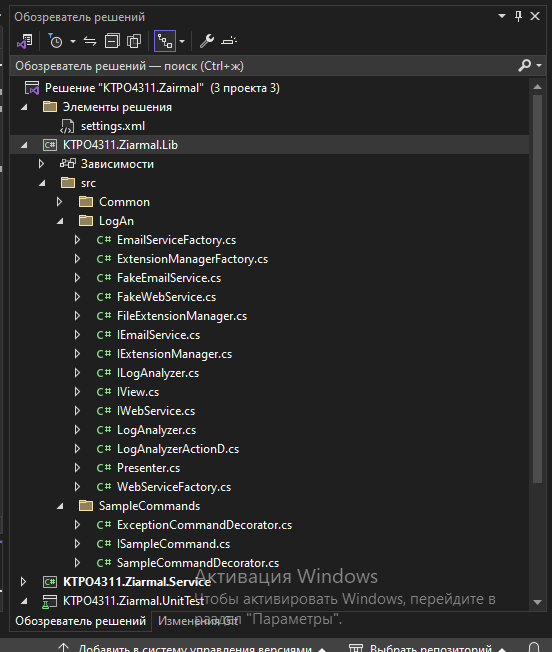 Обозреватель решений
Обозреватель решений — поиск (Ctrl+ж)
Решение "КТРО4311.Zairmal" (3 проекта 3)
Элементы решения
settings.xml
KTPO4311.Ziarmal.Lib
Зависимости
src
Common
LogAn
C# EmailServiceFactory.cs
C# ExtensionManagerFactory.cs
C# FakeEmailService.cs
C# FakeWebService.cs
C# FileExtensionManager.cs
C# IEmailService.cs
C# IExtensionManager.cs
C# ILogAnalyzer.cs
C# IView.cs
C# IWebService.cs
C# LogAnalyzer.cs
C# LogAnalyzerActionD.cs
C# Presenter.cs
C# WebServiceFactory.cs
SampleCommands
C# ExceptionCommandDecorator.cs
C# ISampleCommand.cs
C# SampleCommandDecorator.cs
KTPO4311.Ziarmal.Service
KTPO4311.Ziarmal.UnitTest
Активация Windows
Чтобы активировать Windows, перейдите в
раздел "Параметры".
Обозреватель решений Изменения Git
Добавить в систему управления версиями Выбрать репозиторий